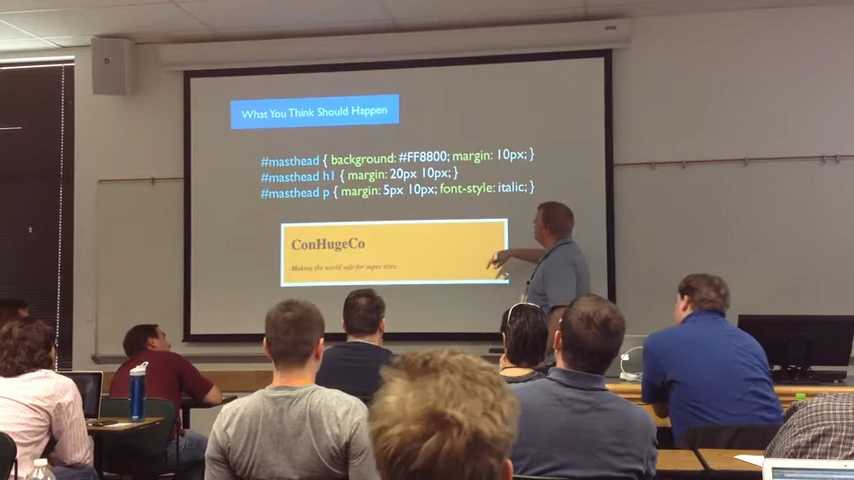 What You Think Should Happen
#masthead { background: #FF8800; margin: 10px; }
#masthead h1 { margin: 20px 10px; }
#masthead p { margin: 5px 10px; font-style: italic; }
ConHugeCo
Making the world safe for super sizes